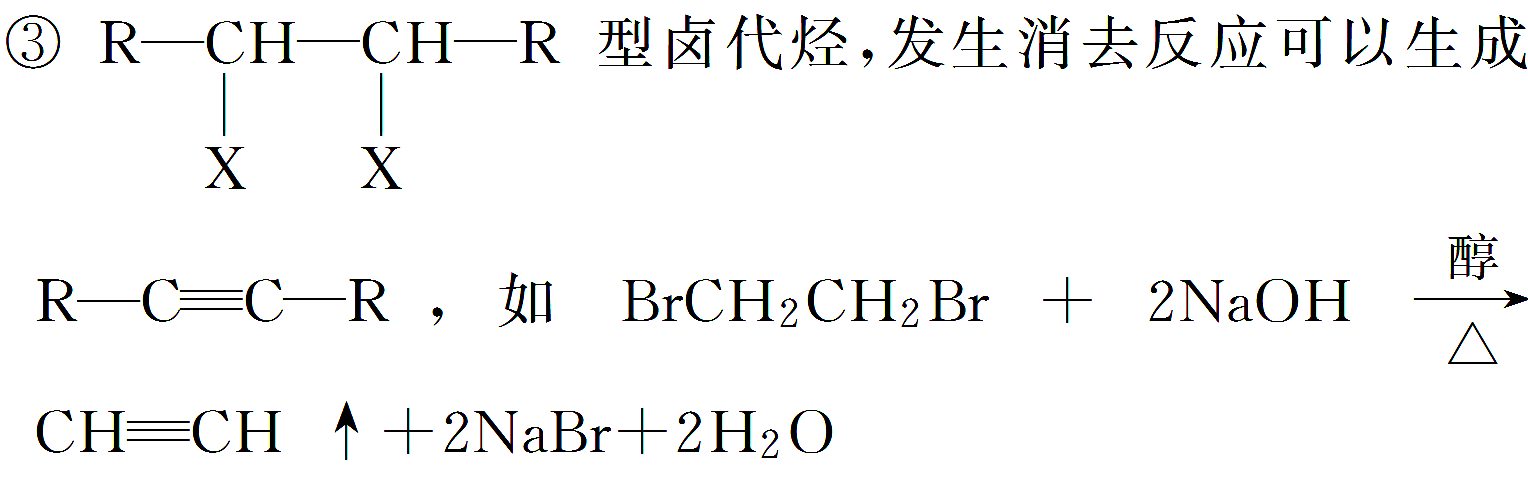 ③ R—CH—CH—R 型卤代烃,发生消去反应可以生成
X X
R—C≡C—R ,如 BrCH₂CH₂Br + 2NaOH 醇 △ →
CH≡CH ↑+2NaBr+2H₂O